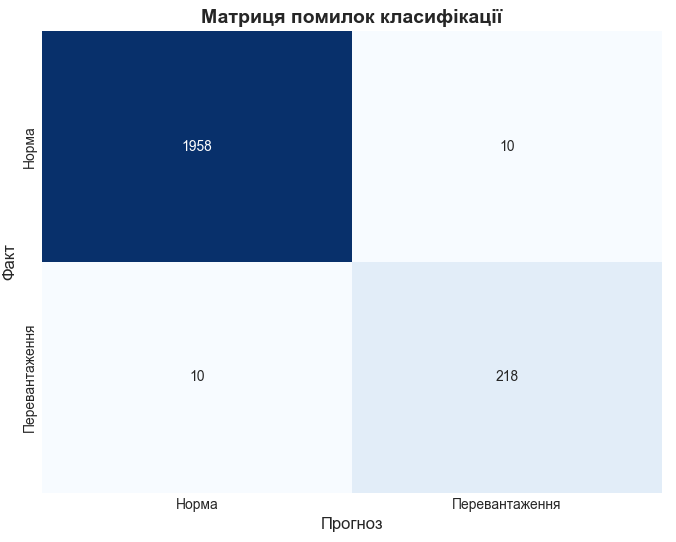 Матриця помилок класифікації
Норма
1958
10
Факт
Перевантаження
10
218
Норма
Перевантаження
Прогноз